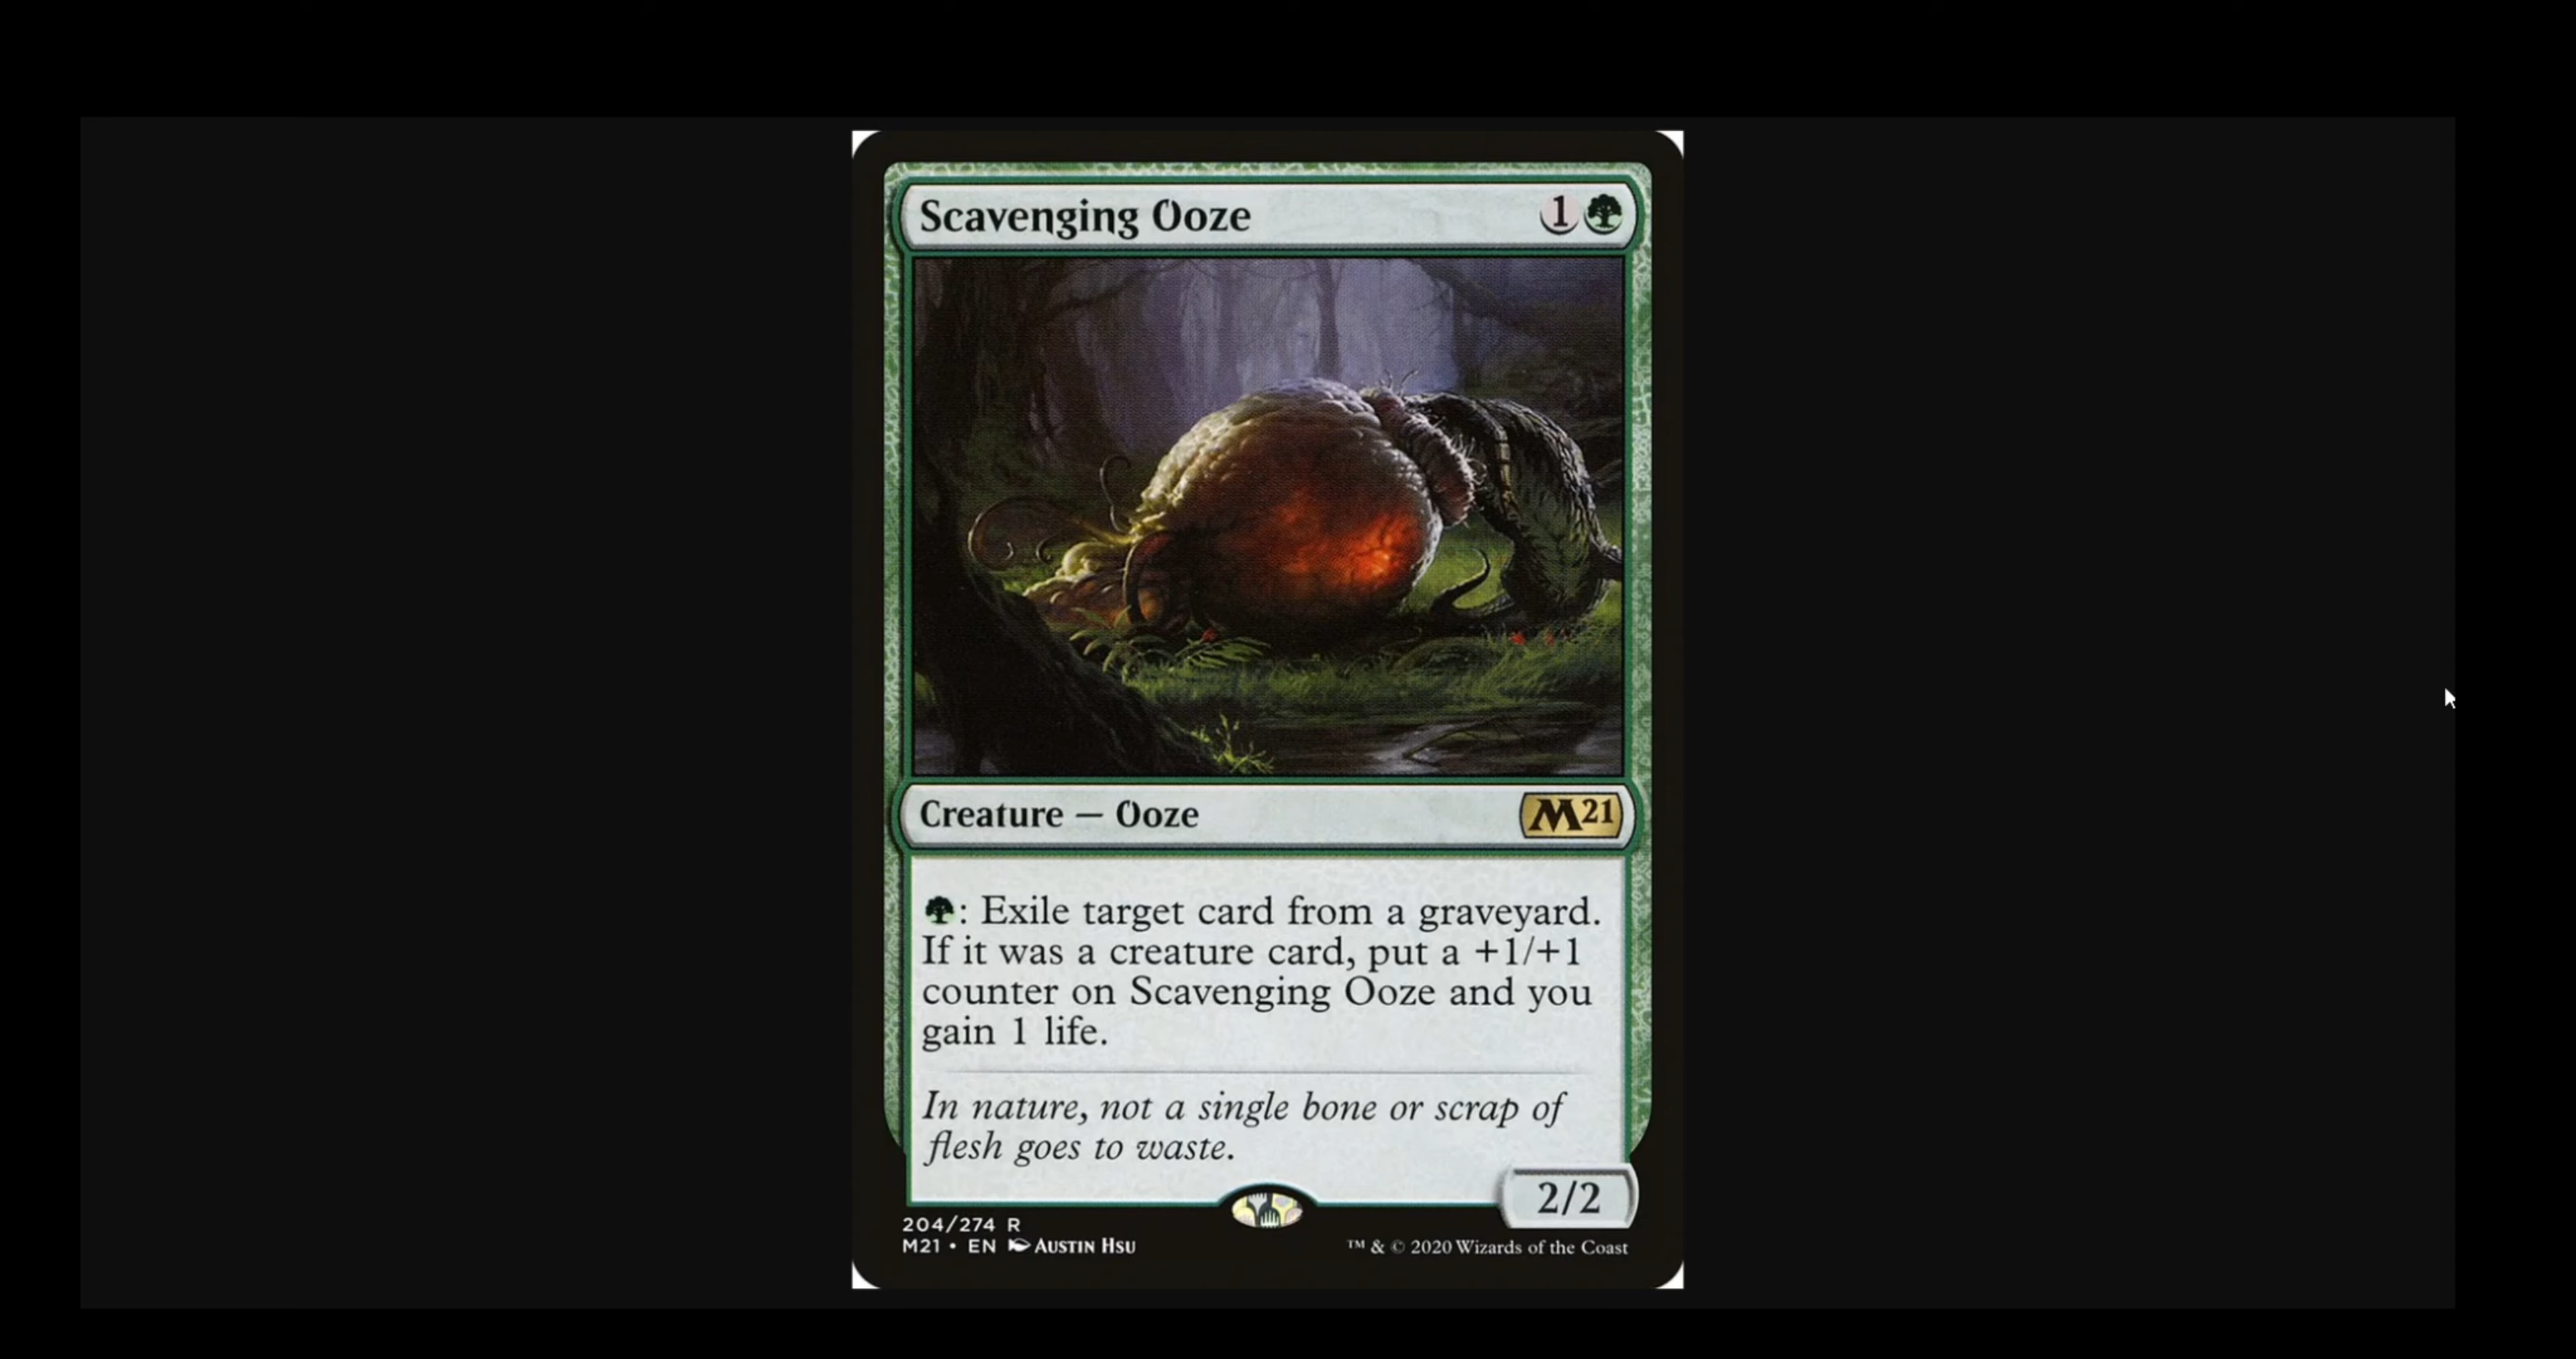 Scavenging Ooze 1
Creature — Ooze M21
: Exile target card from a graveyard.
If it was a creature card, put a +1/+1
counter on Scavenging Ooze and you
gain 1 life.
In nature, not a single bone or scrap of
flesh goes to waste.
2/2
204/274 R
M21 • EN AUSTIN HSU ™ & © 2020 Wizards of the Coast